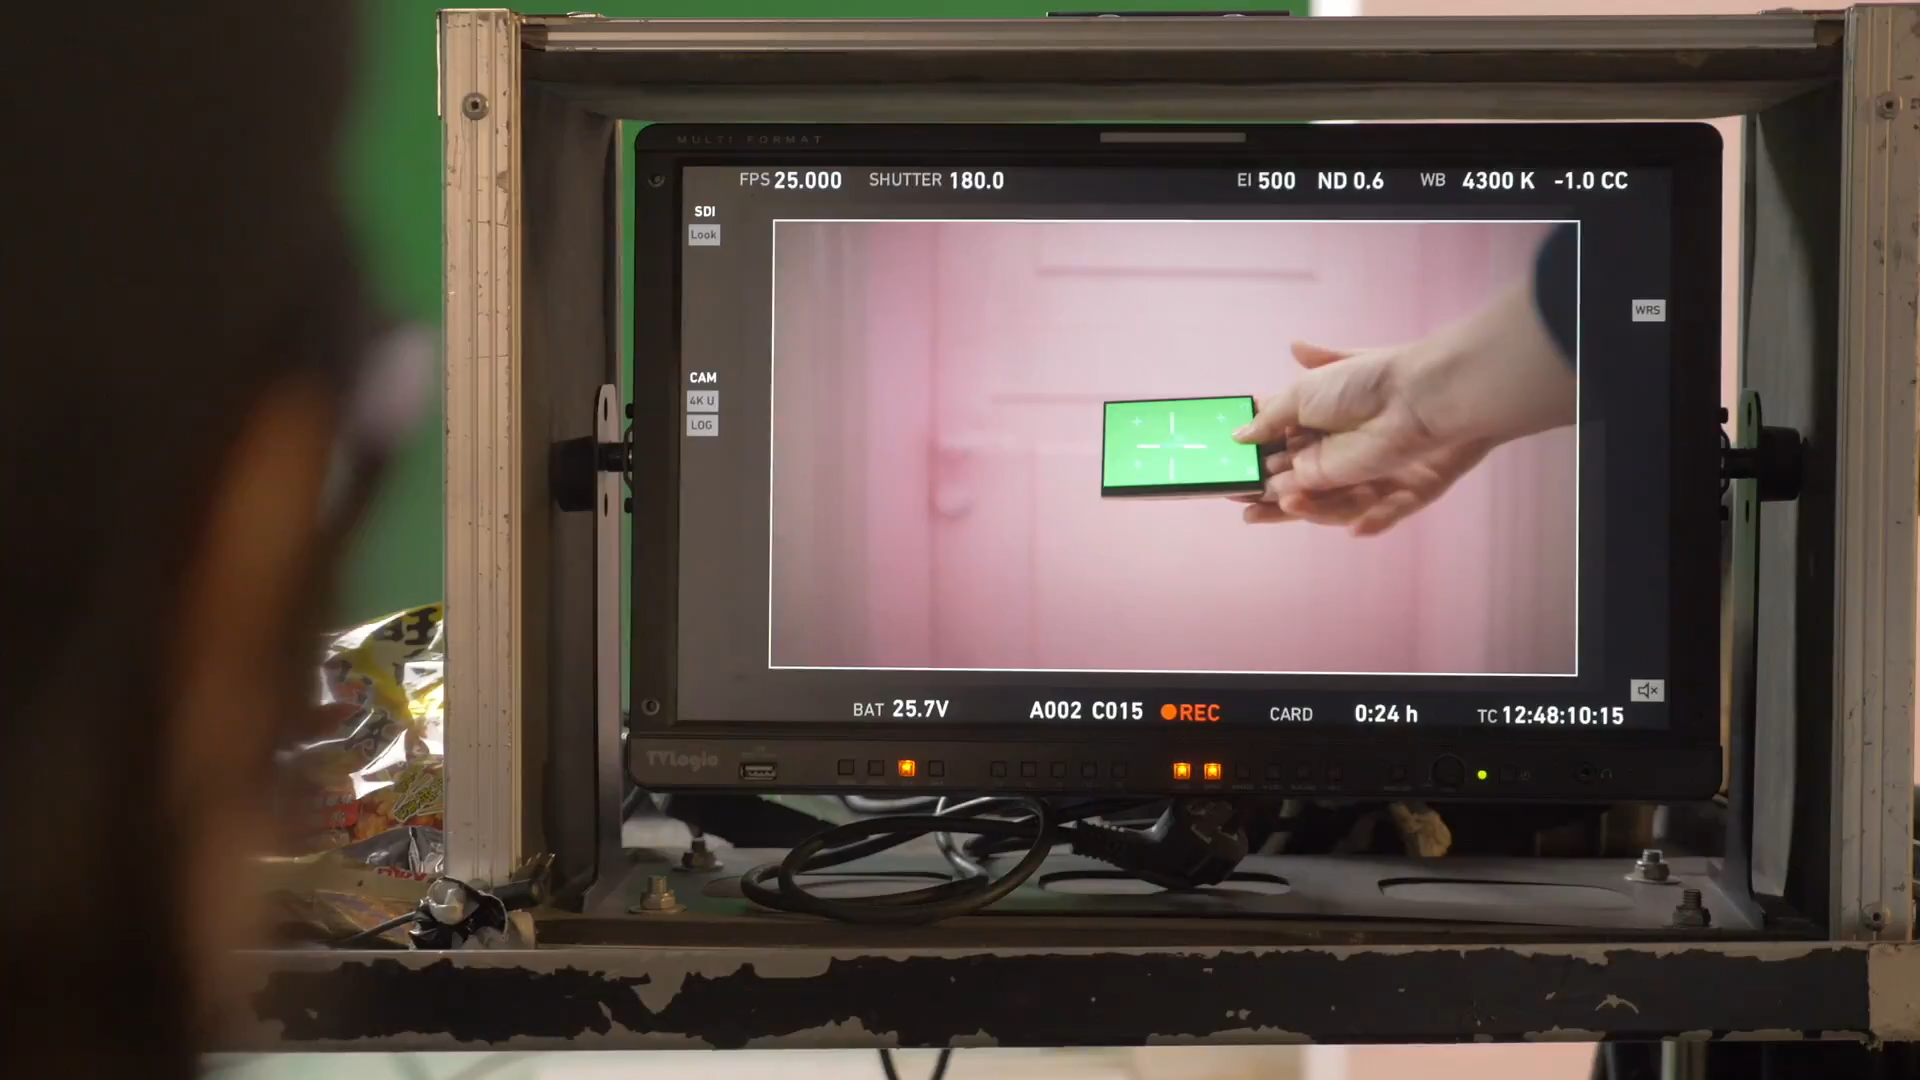 MULTI FORMAT
FPS 25.000 SHUTTER 180.0 EI 500 ND 0.6 WB 4300 K -1.0 CC
SDI
Look
WRS
CAM
4K U
LOG
BAT 25.7V A002 C015 REC CARD 0:24 h TC 12:48:10:15
TVLogic